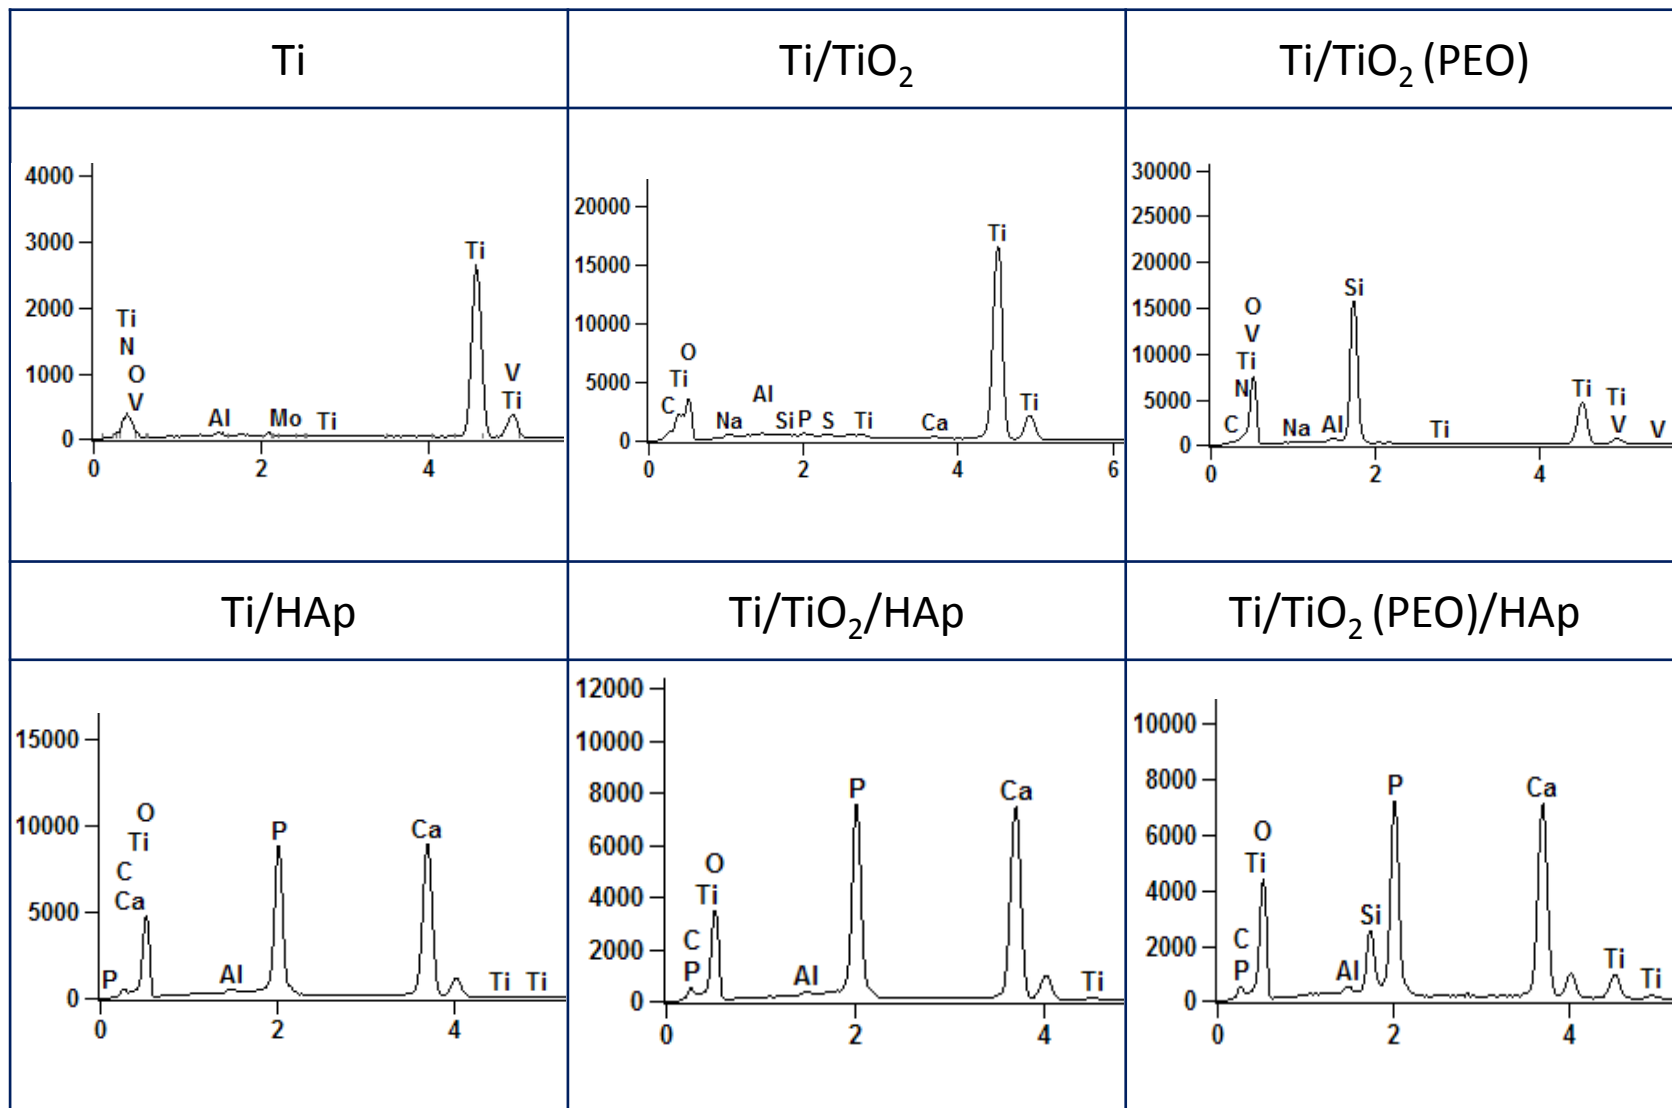 Ti
Ti/TiO₂
Ti/TiO₂ (PEO)
4000
3000
2000
1000
0
Ti
N
O
V
Al
Mo
Ti
Ti
V
Ti
0
2
4
20000
15000
10000
5000
0
C
Ti
O
Na
Al
Si
P
S
Ti
Ca
Ti
Ti
0
2
4
6
30000
25000
20000
15000
10000
5000
0
O
V
Ti
N
C
Na
Al
Si
Ti
Ti
Ti
V
V
0
2
4
Ti/HAp
Ti/TiO₂/HAp
Ti/TiO₂ (PEO)/HAp
15000
10000
5000
0
O
Ti
C
Ca
P
Al
P
Ca
Ti
Ti
0
2
4
12000
10000
8000
6000
4000
2000
0
O
Ti
C
P
Al
P
Ca
Ti
0
2
4
10000
8000
6000
4000
2000
0
O
Ti
C
P
Al
Si
P
Ca
Ti
Ti
0
2
4